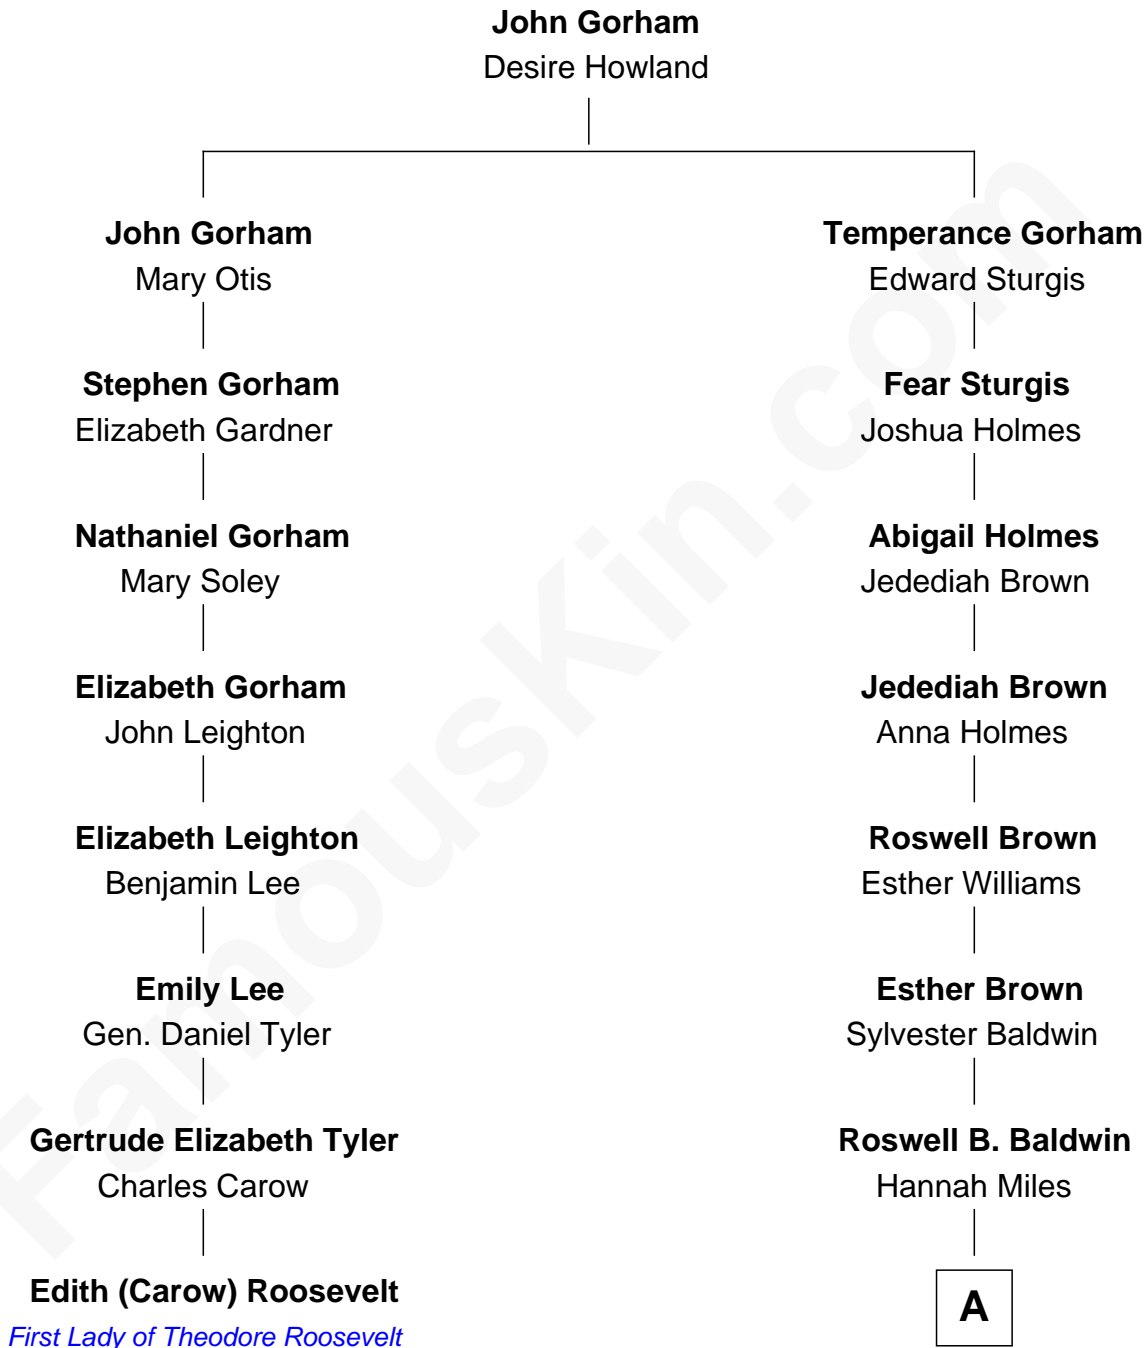 John Gorham
Desire Howland
John Gorham
Mary Otis
Stephen Gorham
Elizabeth Gardner
Nathaniel Gorham
Mary Soley
Elizabeth Gorham
John Leighton
Elizabeth Leighton
Benjamin Lee
Emily Lee
Gen. Daniel Tyler
Gertrude Elizabeth Tyler
Charles Carow
Edith (Carow) Roosevelt
First Lady of Theodore Roosevelt
Temperance Gorham
Edward Sturgis
Fear Sturgis
Joshua Holmes
Abigail Holmes
Jedediah Brown
Jedediah Brown
Anna Holmes
Roswell Brown
Esther Williams
Esther Brown
Sylvester Baldwin
Roswell B. Baldwin
Hannah Miles
A
FamousKin.com